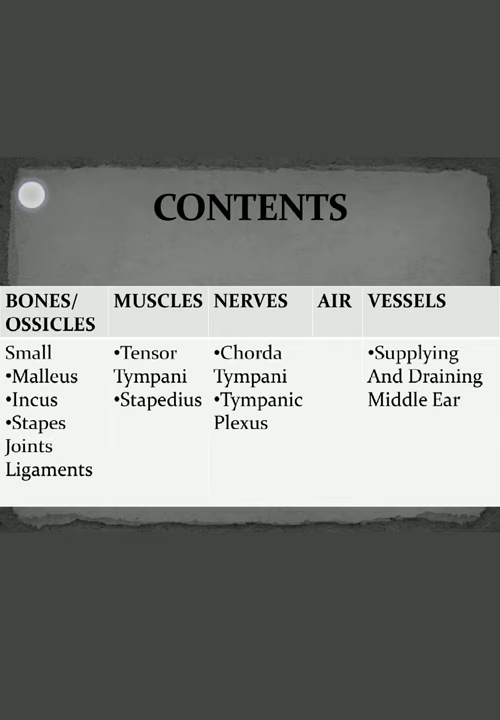 CONTENTS
BONES/
OSSICLES
MUSCLES
NERVES
AIR
VESSELS
Small
•Malleus
•Incus
•Stapes
Joints
Ligaments
•Tensor
Tympani
•Stapedius
•Chorda
Tympani
•Tympanic
Plexus
•Supplying
And Draining
Middle Ear